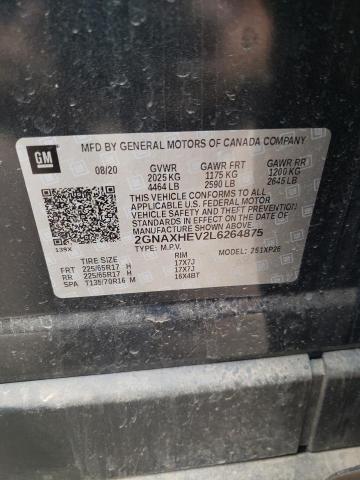 MFD BY GENERAL MOTORS OF CANADA COMPANY
GM
08/20 GVWR GAWR FRT GAWR RR
2025 KG 1175 KG 1200 KG
4464 LB 2590 LB 2645 LB
THIS VEHICLE CONFORMS TO ALL
APPLICABLE U.S. FEDERAL MOTOR
VEHICLE SAFETY, BUMPER, AND THEFT
PREVENTION STANDARDS IN EFFECT ON
THE DATE OF MANUFACTURE SHOWN ABOVE.
2GNAXHEV2L6264875
139X TYPE: M.P.V. MODEL: 251XP26
TIRE SIZE RIM
FRT 225/65R17 H 17X7J
RR 225/65R17 H 17X7J
SPA T135/70R16 M 16X4BT